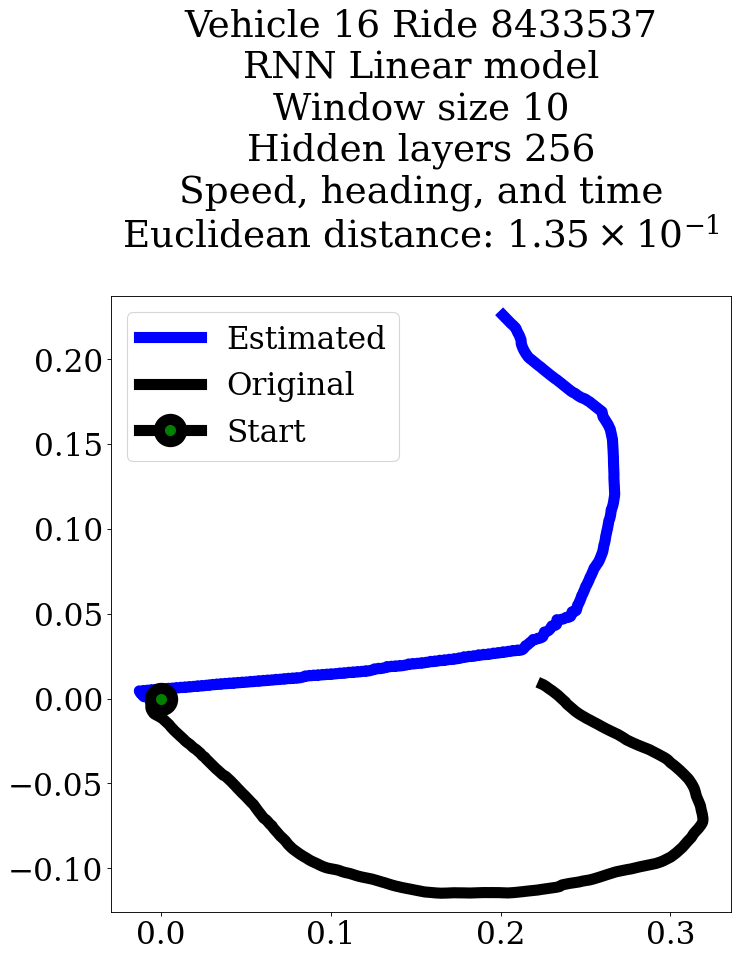 Vehicle 16 Ride 8433537
RNN Linear model
Window size 10
Hidden layers 256
Speed, heading, and time
Euclidean distance: 1.35 × 10⁻¹
Estimated
Original
Start
0.20
0.15
0.10
0.05
0.00
−0.05
−0.10
0.0 0.1 0.2 0.3